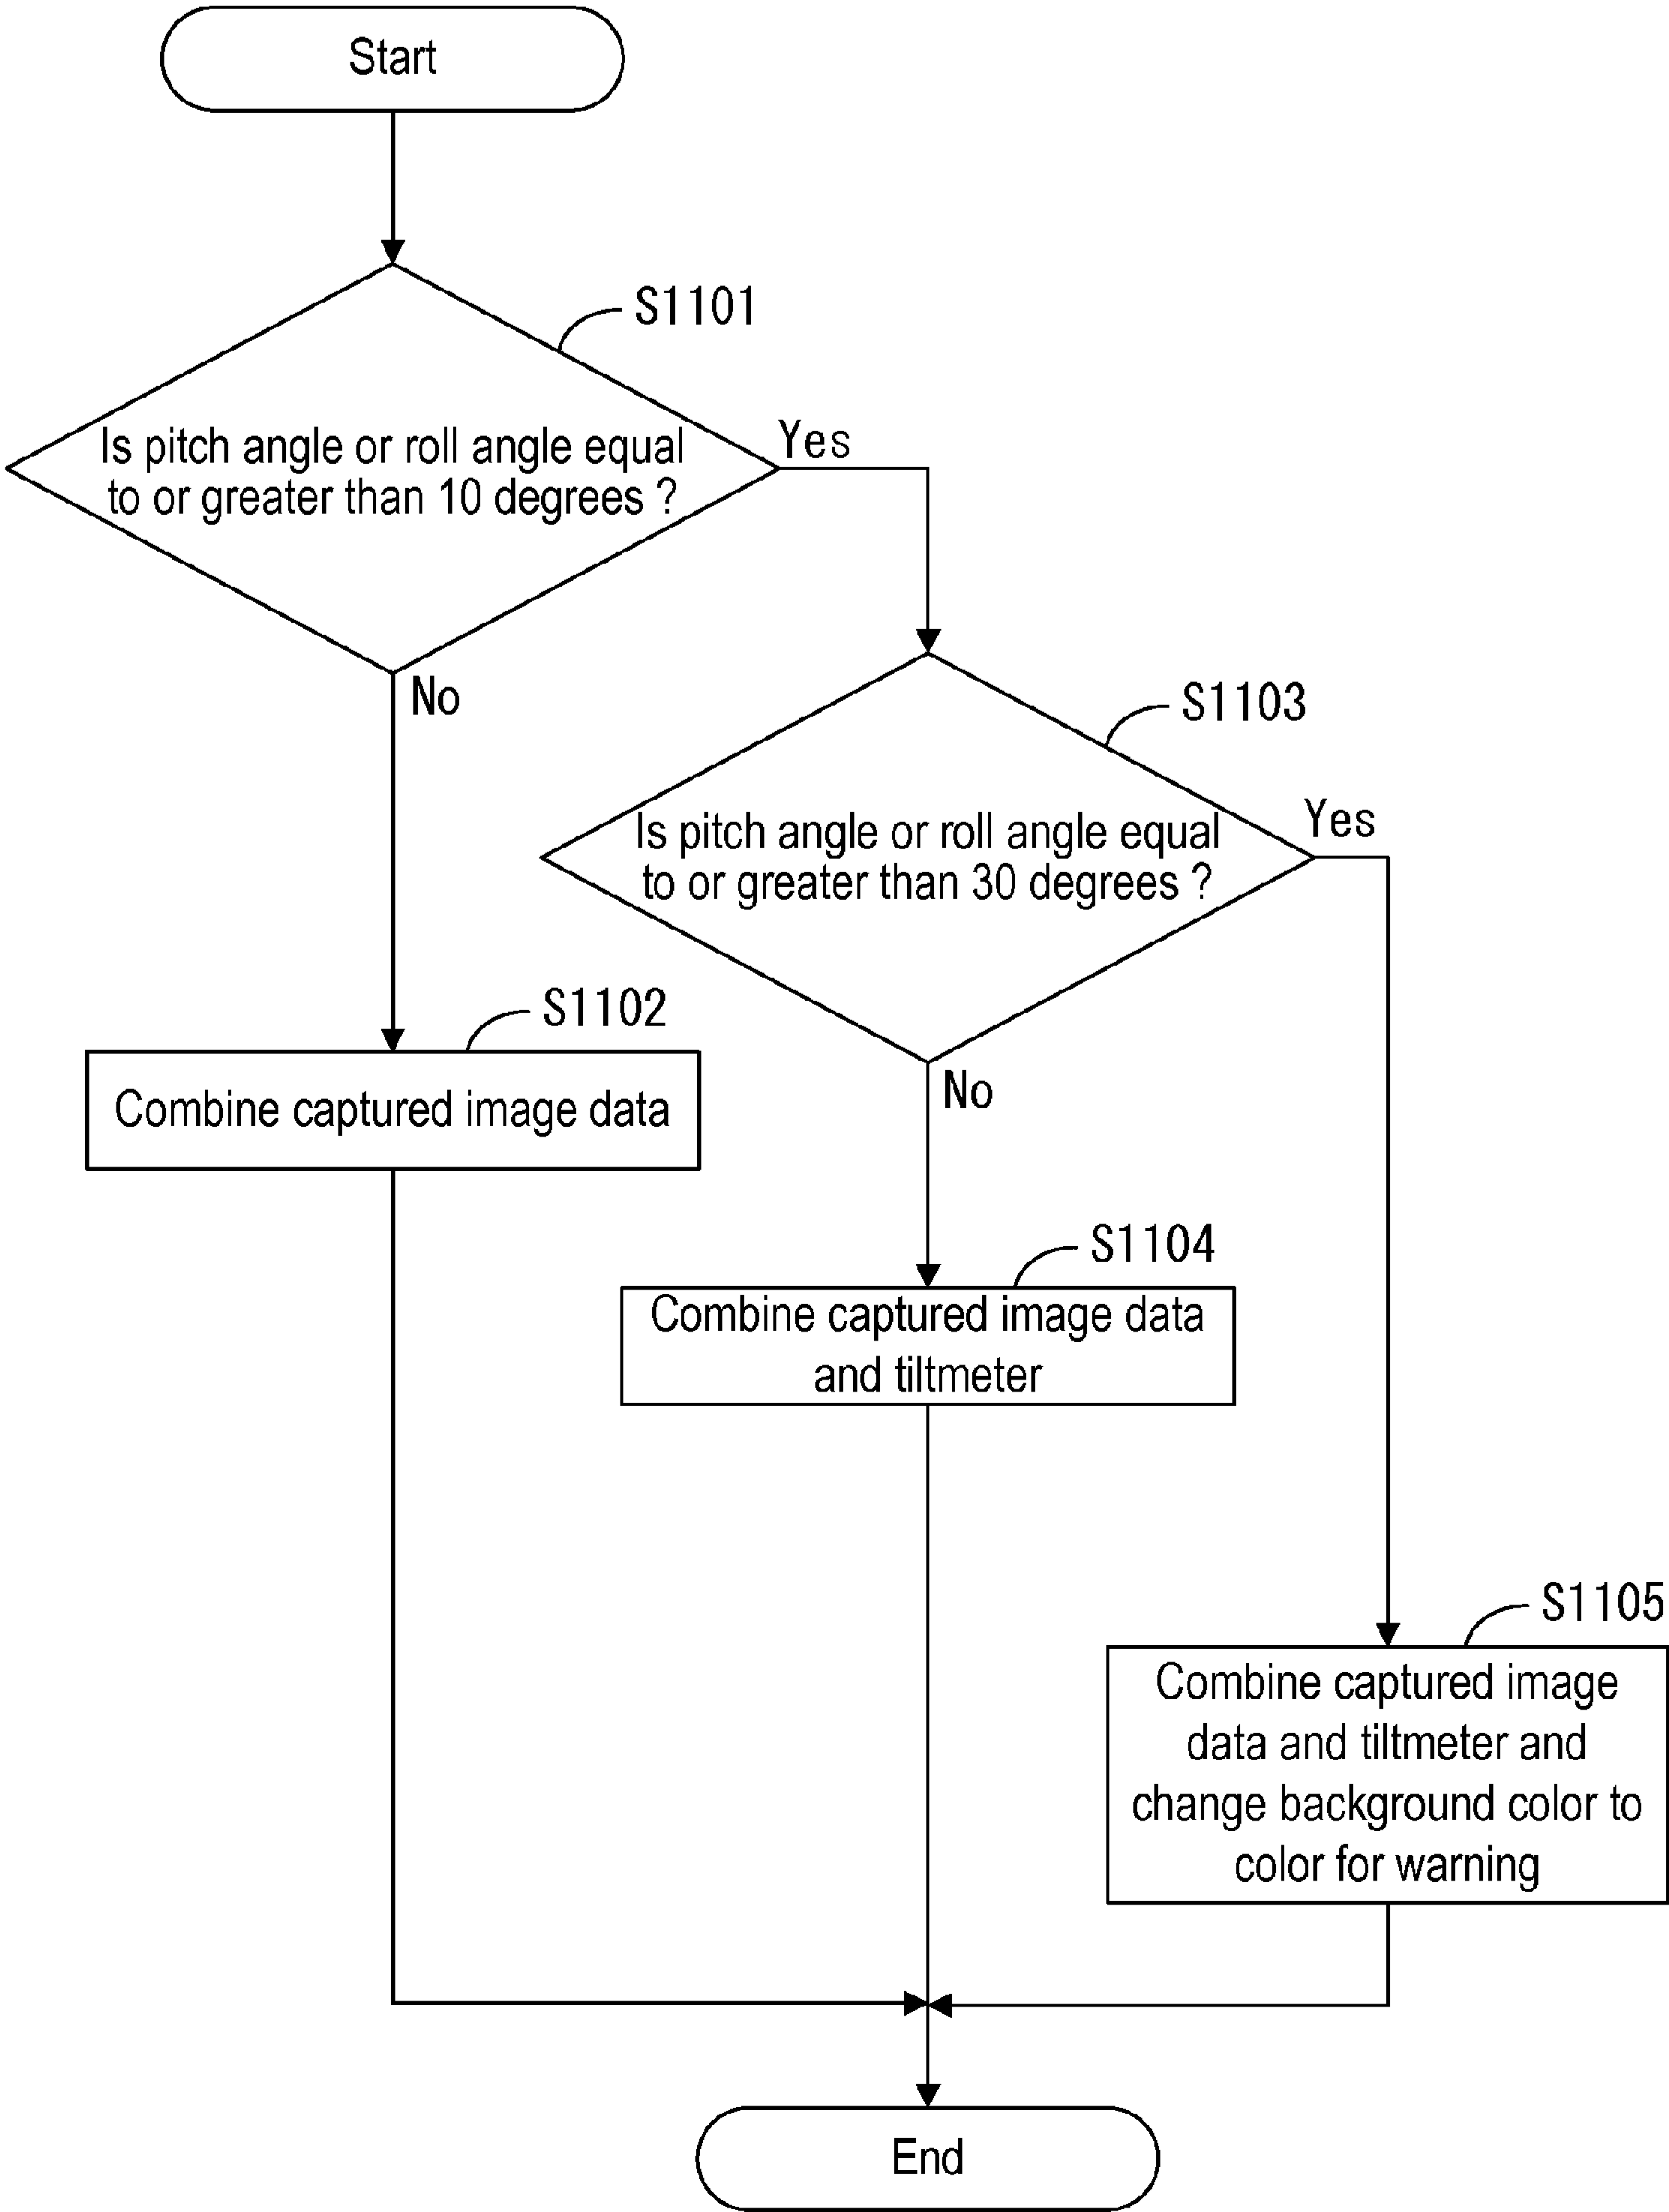 Start
S1101
Is pitch angle or roll angle equal
to or greater than 10 degrees ?
Yes
No
S1103
Is pitch angle or roll angle equal
to or greater than 30 degrees ?
Yes
No
S1102
Combine captured image data
S1104
Combine captured image data
and tiltmeter
S1105
Combine captured image
data and tiltmeter and
change background color to
color for warning
End